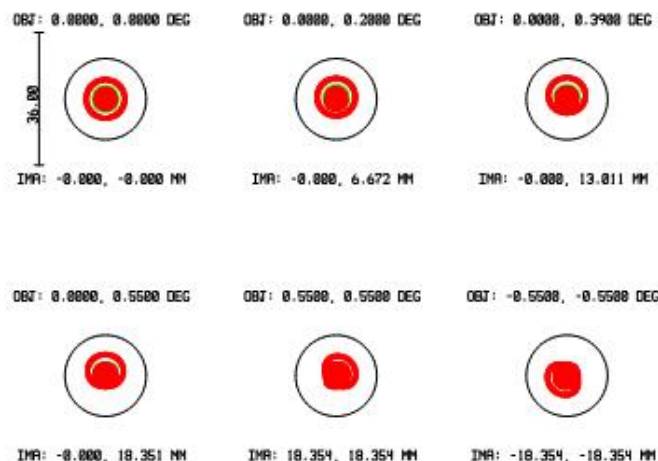 OBJ: 0.0000, 0.0000 DEG
OBJ: 0.0000, 0.2000 DEG
OBJ: 0.0000, 0.3900 DEG
36.00
IMA: -0.000, -0.000 MM
IMA: -0.000, 6.672 MM
IMA: -0.000, 13.011 MM
OBJ: 0.0000, 0.5500 DEG
OBJ: 0.5500, 0.5500 DEG
OBJ: -0.5500, -0.5500 DEG
IMA: -0.000, 18.351 MM
IMA: 18.354, 18.354 MM
IMA: -18.354, -18.354 MM